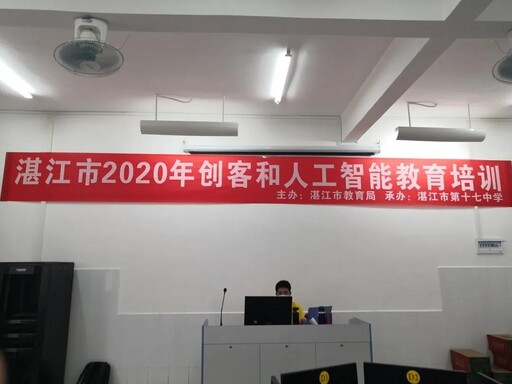 湛江市2020年创客和人工智能教育培训
主办：湛江市教育局 承办：湛江市第十七中学